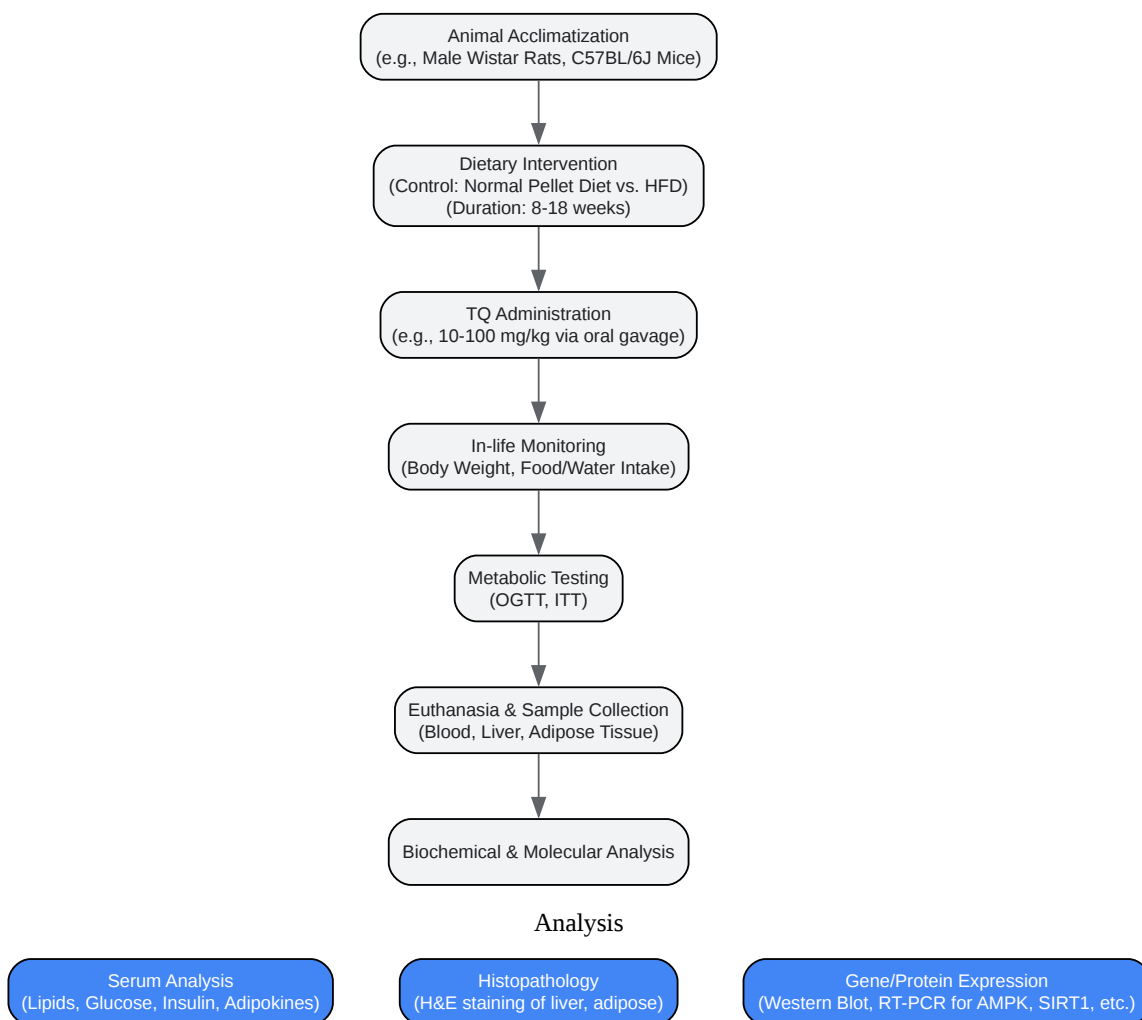 Animal Acclimatization
(e.g., Male Wistar Rats, C57BL/6J Mice)
Dietary Intervention
(Control: Normal Pellet Diet vs. HFD)
(Duration: 8-18 weeks)
TQ Administration
(e.g., 10-100 mg/kg via oral gavage)
In-life Monitoring
(Body Weight, Food/Water Intake)
Metabolic Testing
(OGTT, ITT)
Euthanasia & Sample Collection
(Blood, Liver, Adipose Tissue)
Biochemical & Molecular Analysis
Analysis
Serum Analysis
(Lipids, Glucose, Insulin, Adipokines)
Histopathology
(H&E staining of liver, adipose)
Gene/Protein Expression
(Western Blot, RT-PCR for AMPK, SIRT1, etc.)